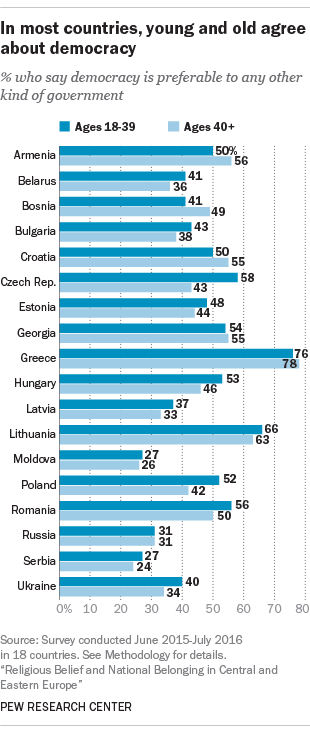 In most countries, young and old agree
about democracy
% who say democracy is preferable to any other
kind of government
Ages 18-39 Ages 40+
Armenia 50% 56
Belarus 41 36
Bosnia 41 49
Bulgaria 43 38
Croatia 50 55
Czech Rep. 58 43
Estonia 48 44
Georgia 54 55
Greece 76 78
Hungary 53 46
Latvia 37 33
Lithuania 66 63
Moldova 27 26
Poland 52 42
Romania 56 50
Russia 31 31
Serbia 27 24
Ukraine 40 34
0% 10 20 30 40 50 60 70 80
Source: Survey conducted June 2015-July 2016
in 18 countries. See Methodology for details.
“Religious Belief and National Belonging in Central and
Eastern Europe”
PEW RESEARCH CENTER